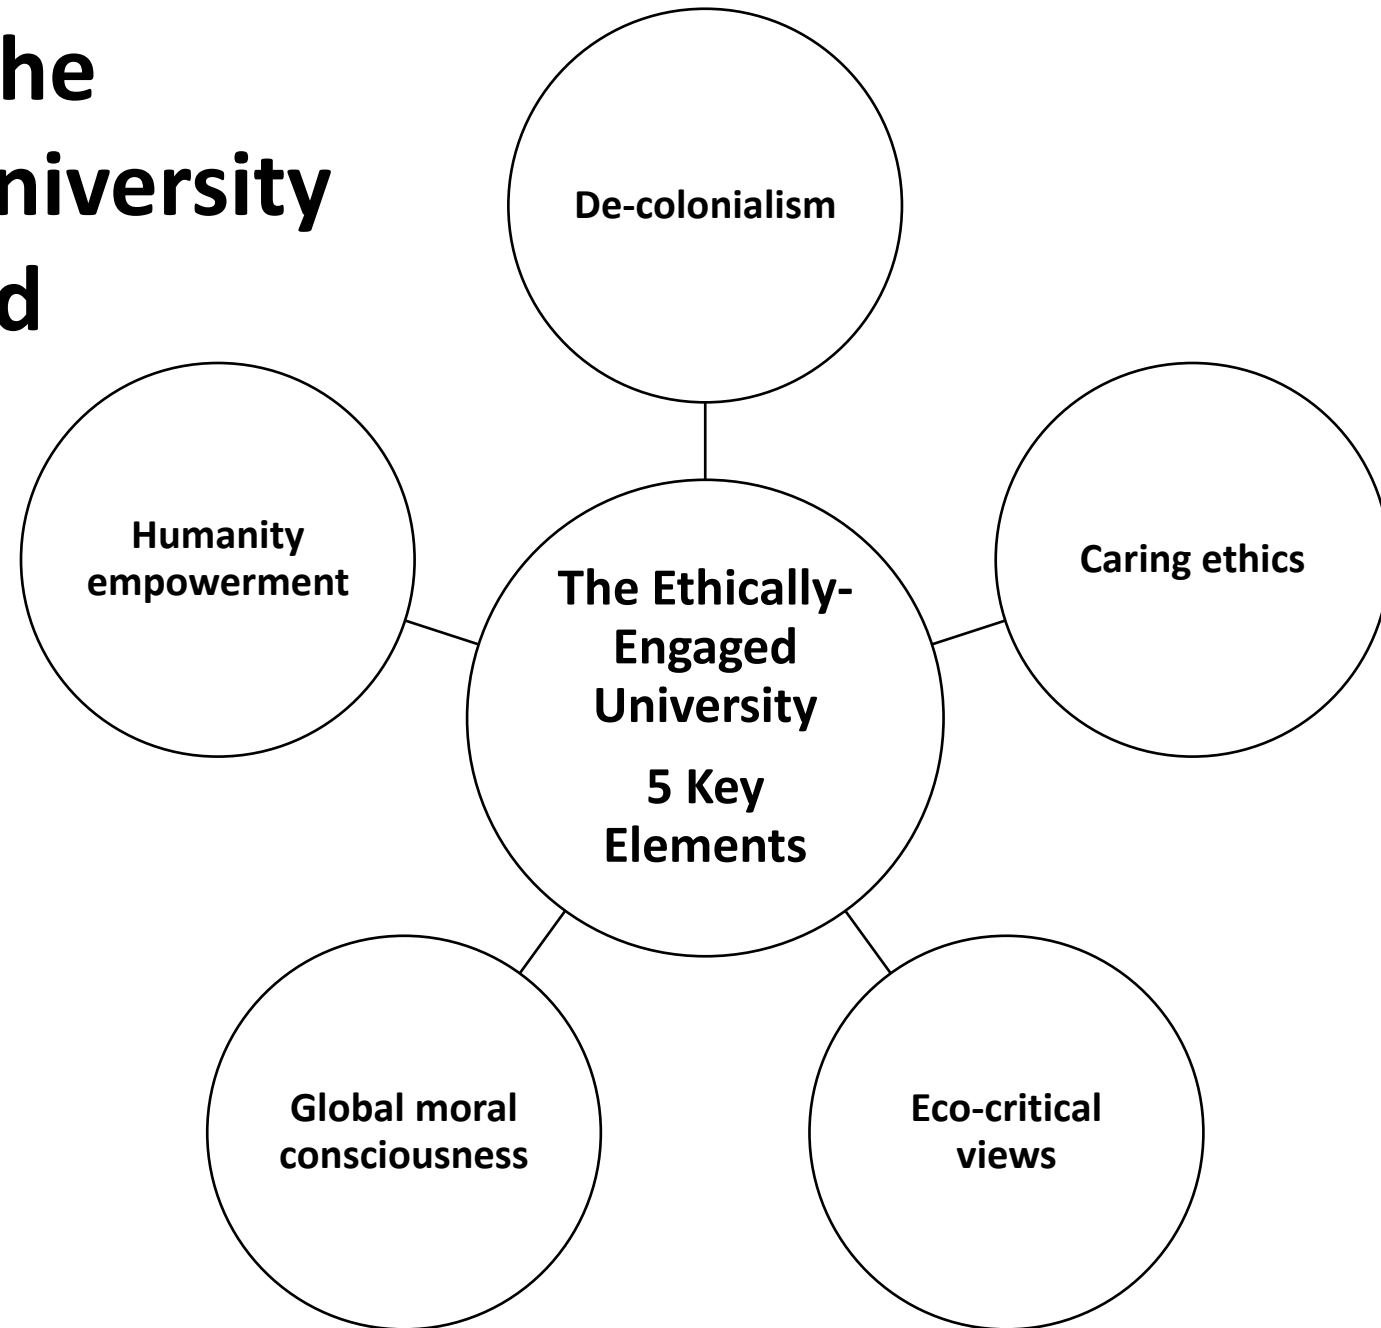 he
niversity
d
De-colonialism
Humanity
empowerment
Caring ethics
The Ethically-
Engaged
University
5 Key
Elements
Global moral
consciousness
Eco-critical
views